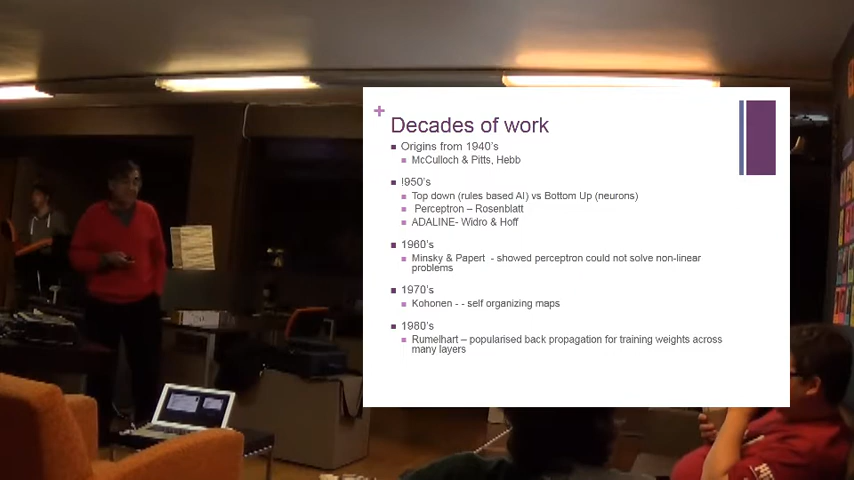 +
Decades of work
Origins from 1940's
McCulloch & Pitts, Hebb
!950's
Top down (rules based AI) vs Bottom Up (neurons)
Perceptron – Rosenblatt
ADALINE- Widro & Hoff
1960's
Minsky & Papert - showed perceptron could not solve non-linear
problems
1970's
Kohonen - - self organizing maps
1980's
Rumelhart – popularised back propagation for training weights across
many layers